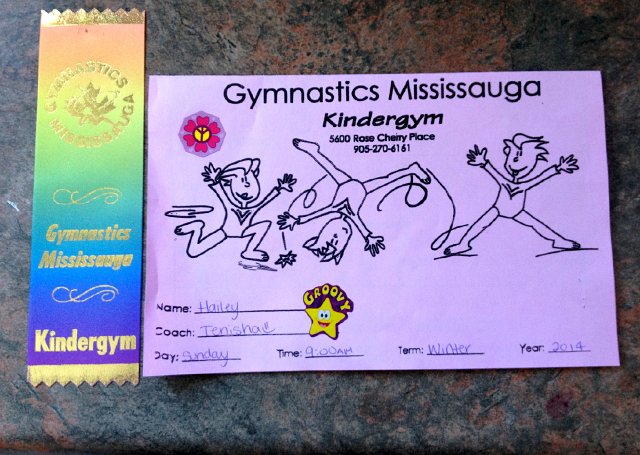 GYMNASTICS
MISSISSAUGA
Gymnastics
Mississauga
Kindergym
Gymnastics Mississauga
Kindergym
5600 Rose Cherry Place
905-270-6161
GROOVY
Name: Hailey
Coach: Tenisha
Day: Sunday Time: 9:00AM Term: Winter Year: 2014